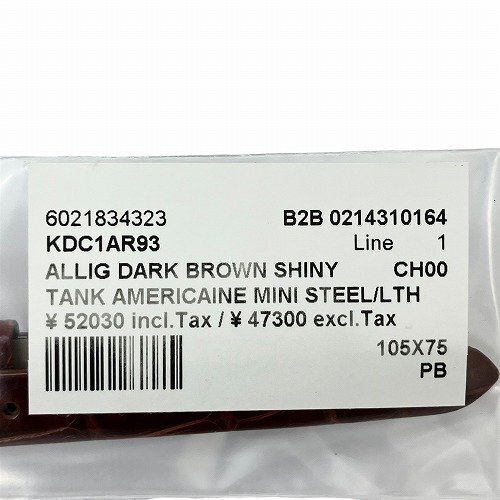 6021834323 B2B 0214310164
KDC1AR93 Line 1
ALLIG DARK BROWN SHINY CH00
TANK AMERICAINE MINI STEEL/LTH
¥ 52030 incl.Tax / ¥ 47300 excl.Tax
105X75
PB